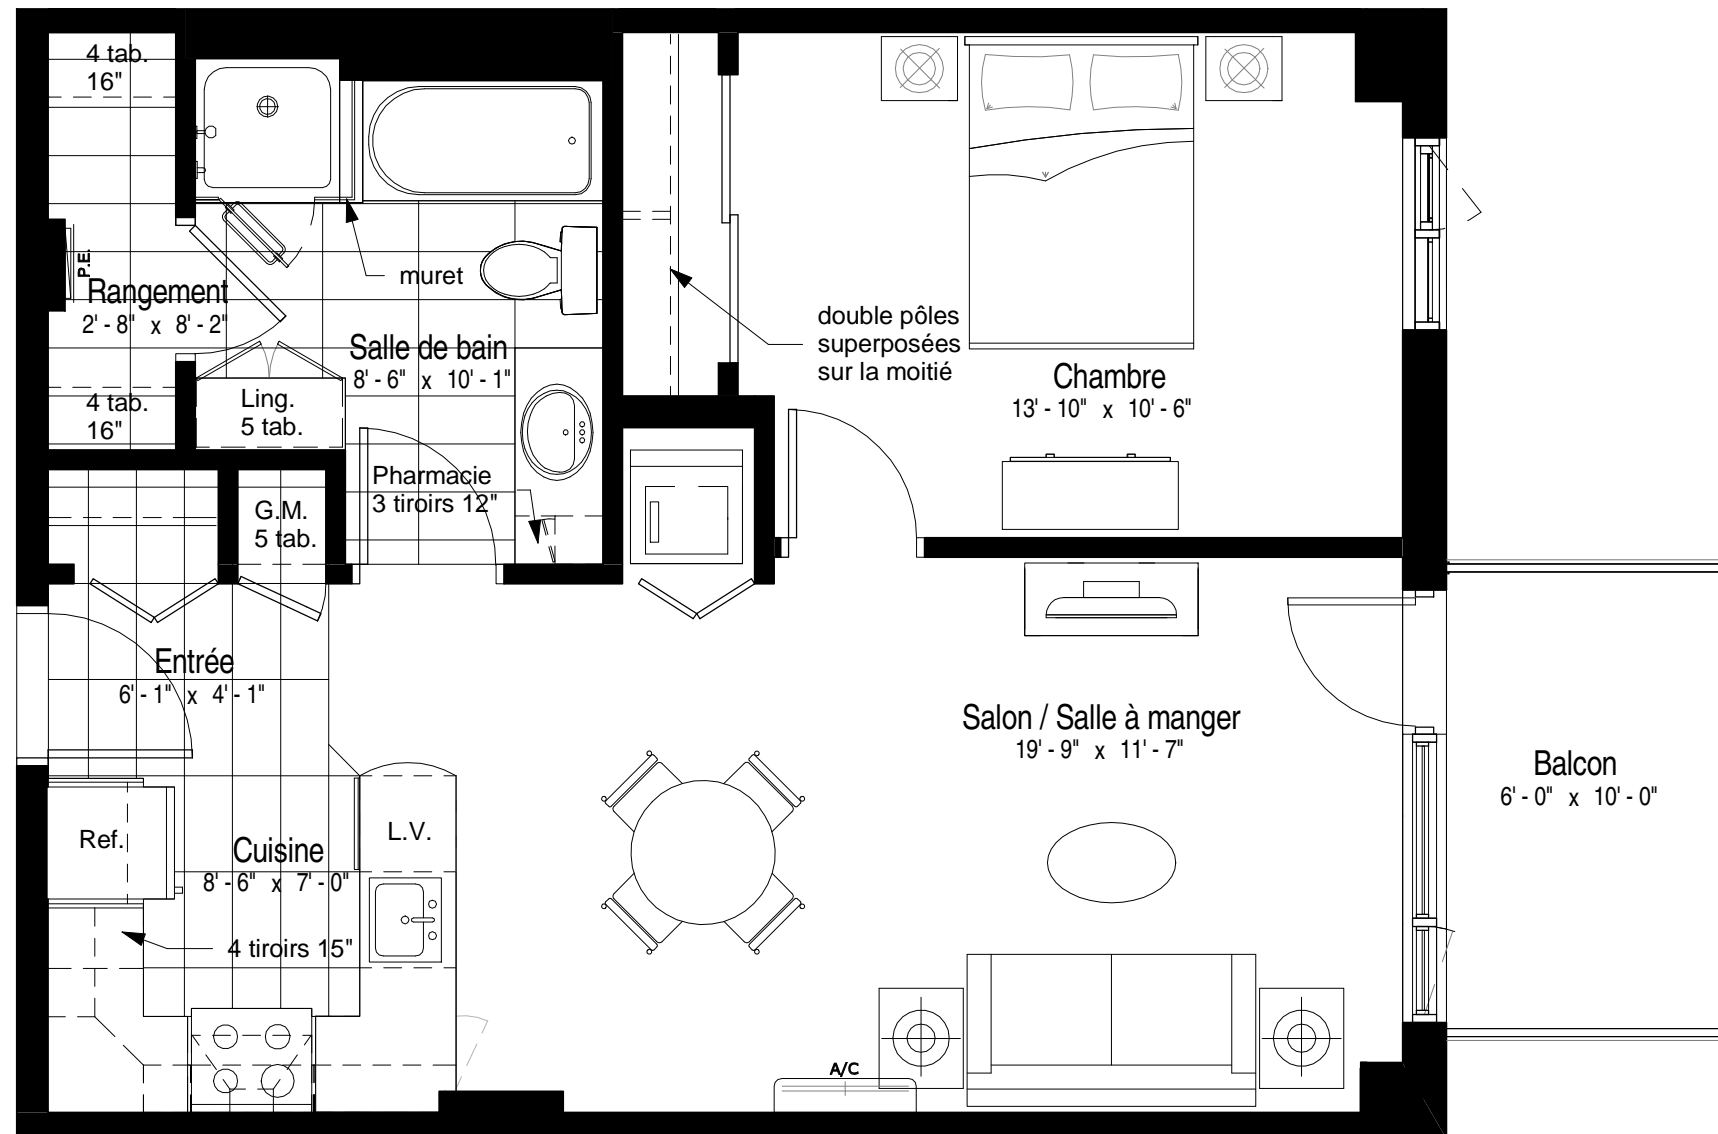 4 tab.
16"
P.E.
Rangement
2' - 8" x 8' - 2"
4 tab.
16"
muret
Salle de bain
8' - 6" x 10' - 1"
Ling.
5 tab.
Pharmacie
3 tiroirs 12"
G.M.
5 tab.
double pôles
superposées
sur la moitié
Chambre
13' - 10" x 10' - 6"
Entrée
6' - 1" x 4' - 1"
Salon / Salle à manger
19' - 9" x 11' - 7"
Balcon
6' - 0" x 10' - 0"
Ref.
Cuisine
8' - 6" x 7' - 0"
L.V.
4 tiroirs 15"
A/C